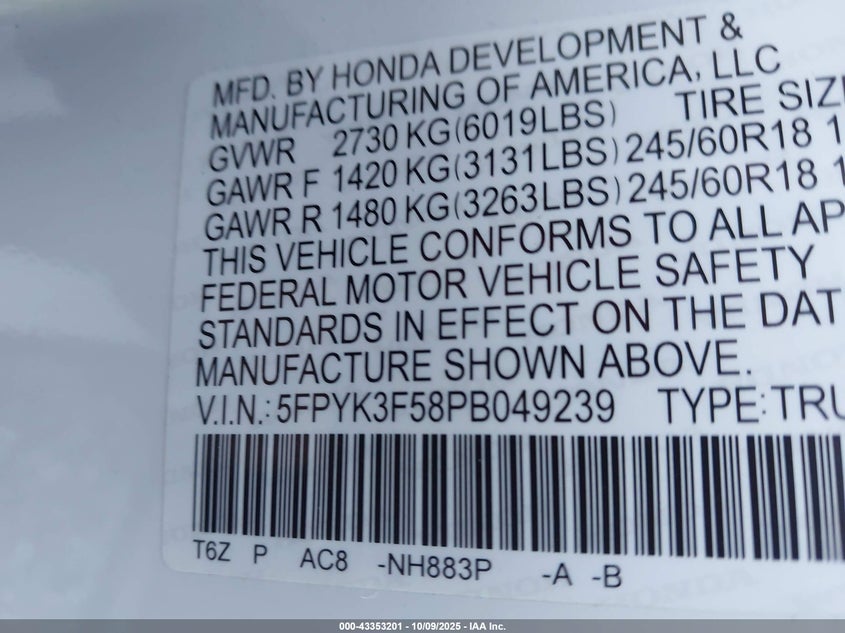 MFD. BY HONDA DEVELOPMENT &
MANUFACTURING OF AMERICA, LLC
GVWR 2730 KG(6019LBS) TIRE SIZE
GAWR F 1420 KG(3131LBS) 245/60R18 1
GAWR R 1480 KG(3263LBS) 245/60R18 1
THIS VEHICLE CONFORMS TO ALL AP
FEDERAL MOTOR VEHICLE SAFETY
STANDARDS IN EFFECT ON THE DAT
MANUFACTURE SHOWN ABOVE.
V.I.N.: 5FPYK3F58PB049239 TYPE: TRU
T6Z P AC8 -NH883P -A -B
000-43353201 - 10/09/2025 - IAA Inc.